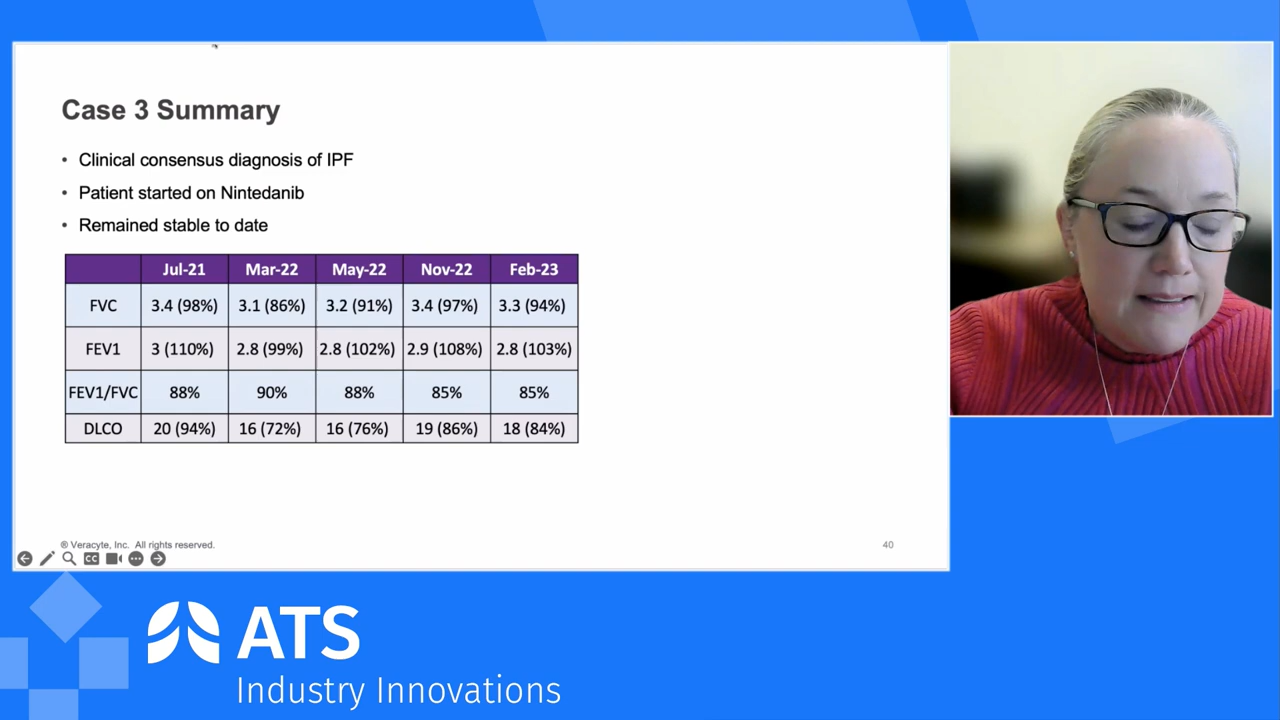 Case 3 Summary
• Clinical consensus diagnosis of IPF
• Patient started on Nintedanib
• Remained stable to date
Jul-21 Mar-22 May-22 Nov-22 Feb-23
FVC 3.4 (98%) 3.1 (86%) 3.2 (91%) 3.4 (97%) 3.3 (94%)
FEV1 3 (110%) 2.8 (99%) 2.8 (102%) 2.9 (108%) 2.8 (103%)
FEV1/FVC 88% 90% 88% 85% 85%
DLCO 20 (94%) 16 (72%) 16 (76%) 19 (86%) 18 (84%)
® Veracyte, Inc. All rights reserved.
40
CC
ATS
Industry Innovations